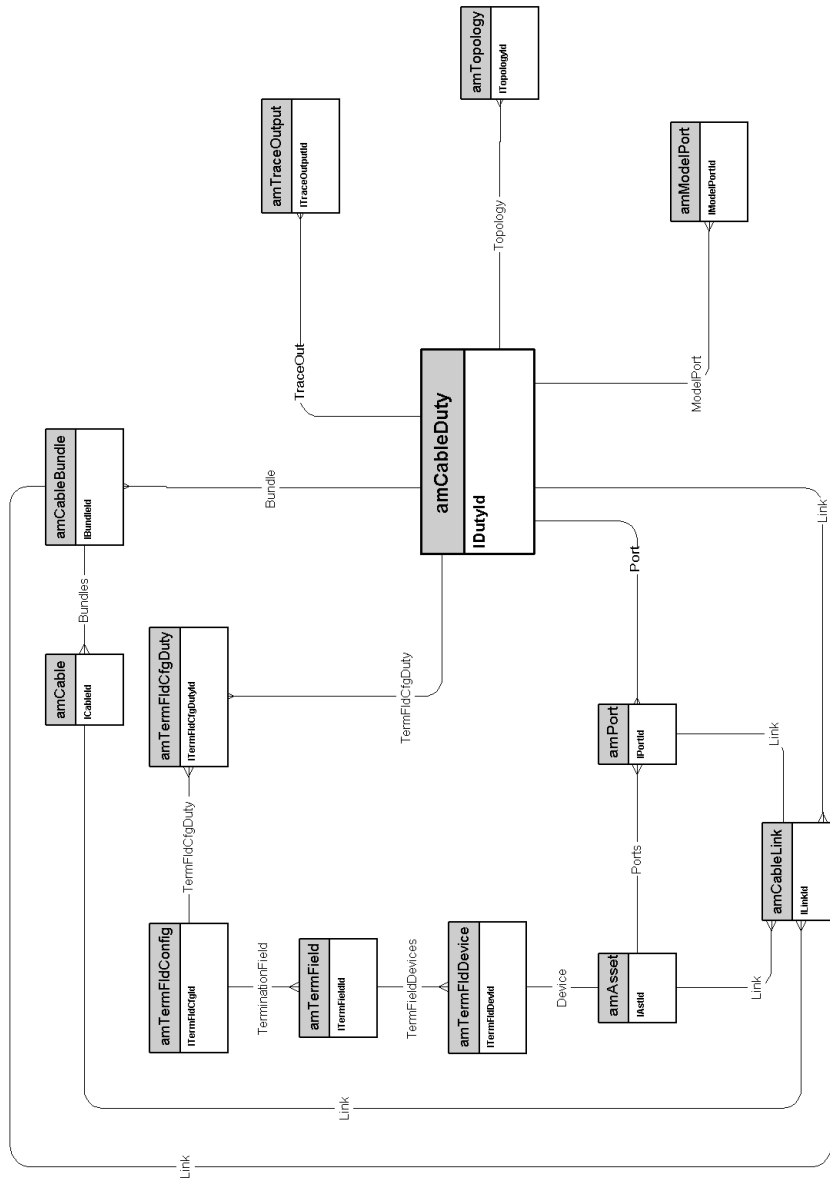 amTraceOutput
lTraceOutputId
amTopology
lTopologyId
amModelPort
lModelPortId
TraceOut
Topology
ModelPort
amCableDuty
lDutyId
amCableBundle
lBundleId
Bundle
Bundles
amCable
lCableId
amTermFldCfgDuty
lTermFldCfgDutyId
TermFldCfgDuty
TermFldCfgDuty
amTermFldConfig
lTermFldCfgId
TerminationField
amTermField
lTermFieldId
TermFieldDevices
amTermFldDevice
lTermFldDevId
Device
amAsset
lAstId
Ports
amPort
lPortId
Port
Link
Link
Link
amCableLink
lLinkId
Link
Link